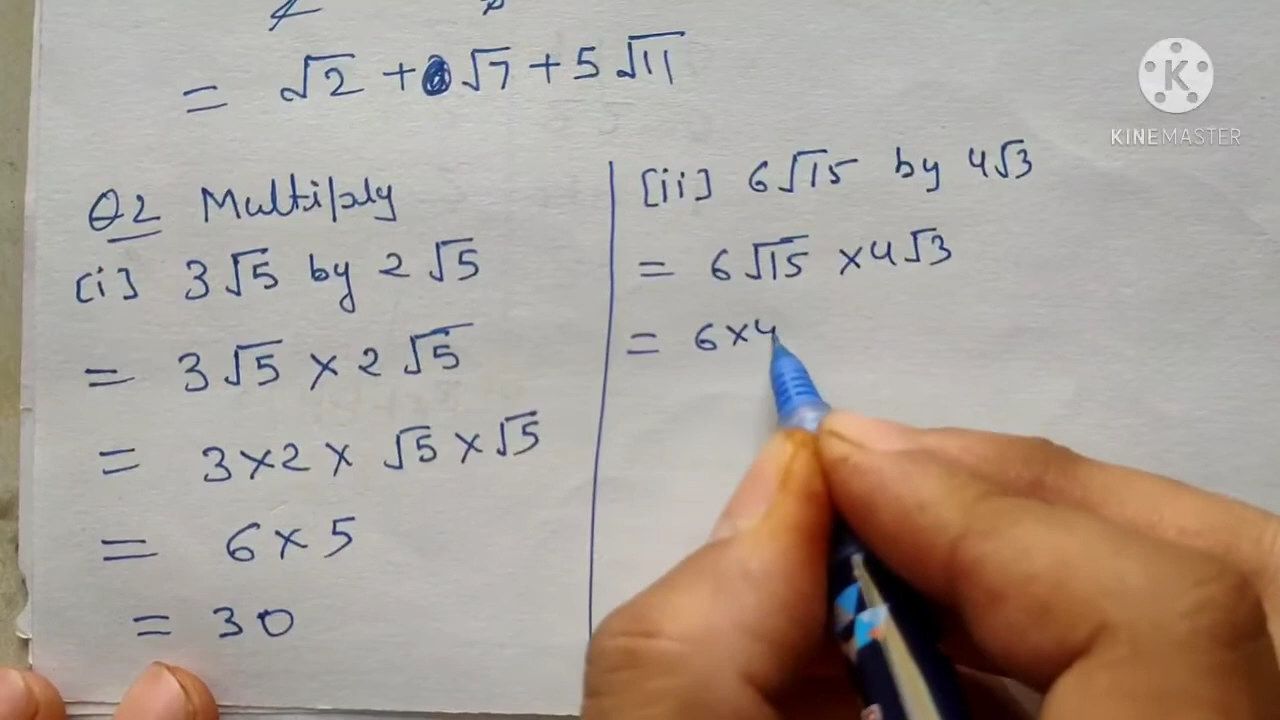 = √2 + √7 + 5√11
K
KINEMASTER
Q2 Multiply
[i] 3√5 by 2√5
= 3√5 × 2√5
= 3×2× √5 × √5
= 6×5
= 30
[ii] 6√15 by 4√3
= 6√15 ×4√3
= 6×4